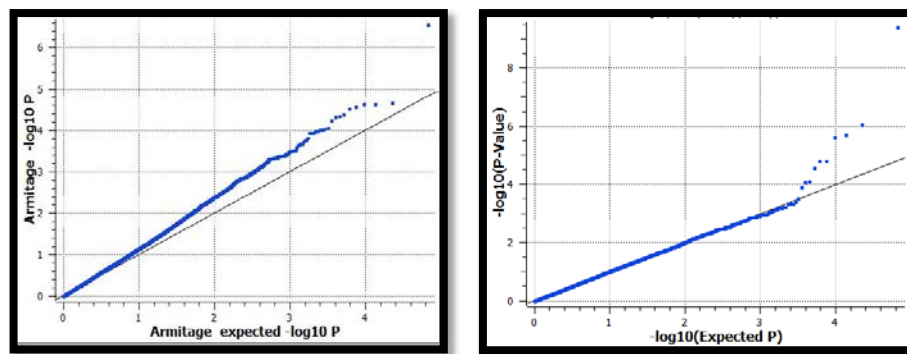 Armitage -log10 P
6
5
4
3
2
1
0
0 1 2 3 4
Armitage expected -log10 P
-log10(P-Value)
8
6
4
2
0
0 1 2 3 4
-log10(Expected P)